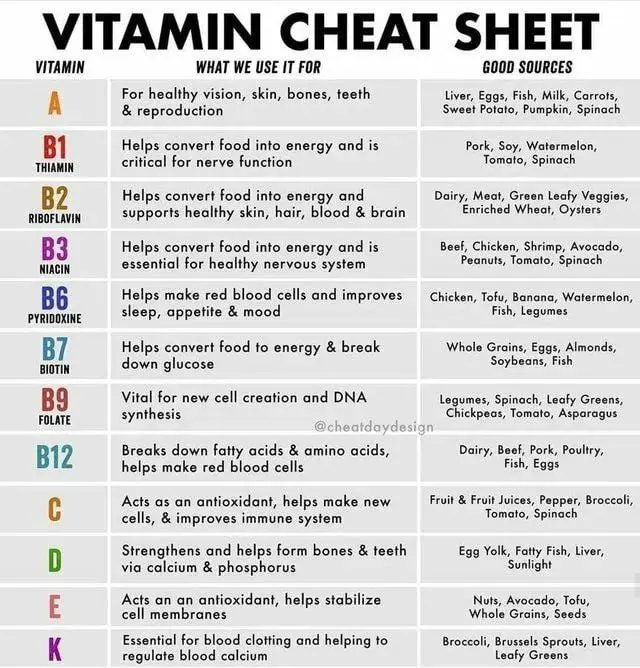 VITAMIN CHEAT SHEET
VITAMIN WHAT WE USE IT FOR GOOD SOURCES
A
For healthy vision, skin, bones, teeth
& reproduction
Liver, Eggs, Fish, Milk, Carrots,
Sweet Potato, Pumpkin, Spinach
B1
THIAMIN
Helps convert food into energy and is
critical for nerve function
Pork, Soy, Watermelon,
Tomato, Spinach
B2
RIBOFLAVIN
Helps convert food into energy and
supports healthy skin, hair, blood & brain
Dairy, Meat, Green Leafy Veggies,
Enriched Wheat, Oysters
B3
NIACIN
Helps convert food into energy and is
essential for healthy nervous system
Beef, Chicken, Shrimp, Avocado,
Peanuts, Tomato, Spinach
B6
PYRIDOXINE
Helps make red blood cells and improves
sleep, appetite & mood
Chicken, Tofu, Banana, Watermelon,
Fish, Legumes
B7
BIOTIN
Helps convert food to energy & break
down glucose
Whole Grains, Eggs, Almonds,
Soybeans, Fish
B9
FOLATE
Vital for new cell creation and DNA
synthesis
@cheatdaydesign
Legumes, Spinach, Leafy Greens,
Chickpeas, Tomato, Asparagus
B12
Breaks down fatty acids & amino acids,
helps make red blood cells
Dairy, Beef, Pork, Poultry,
Fish, Eggs
C
Acts as an antioxidant, helps make new
cells, & improves immune system
Fruit & Fruit Juices, Pepper, Broccoli,
Tomato, Spinach
D
Strengthens and helps form bones & teeth
via calcium & phosphorus
Egg Yolk, Fatty Fish, Liver,
Sunlight
E
Acts an an antioxidant, helps stabilize
cell membranes
Nuts, Avocado, Tofu,
Whole Grains, Seeds
K
Essential for blood clotting and helping to
regulate blood calcium
Broccoli, Brussels Sprouts, Liver,
Leafy Greens